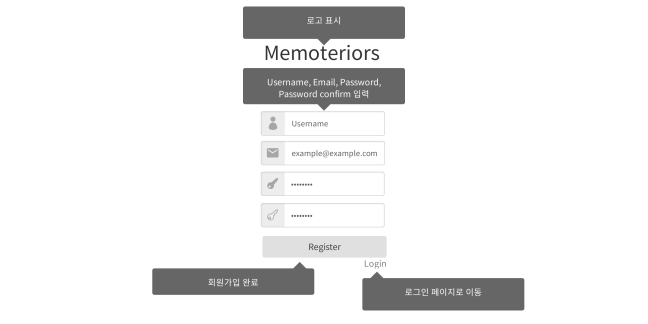 로고 표시
Memoteriors
Username, Email, Password,
Password confirm 입력
Username
example@example.com
••••••••
••••••••
Register
Login
회원가입 완료
로그인 페이지로 이동